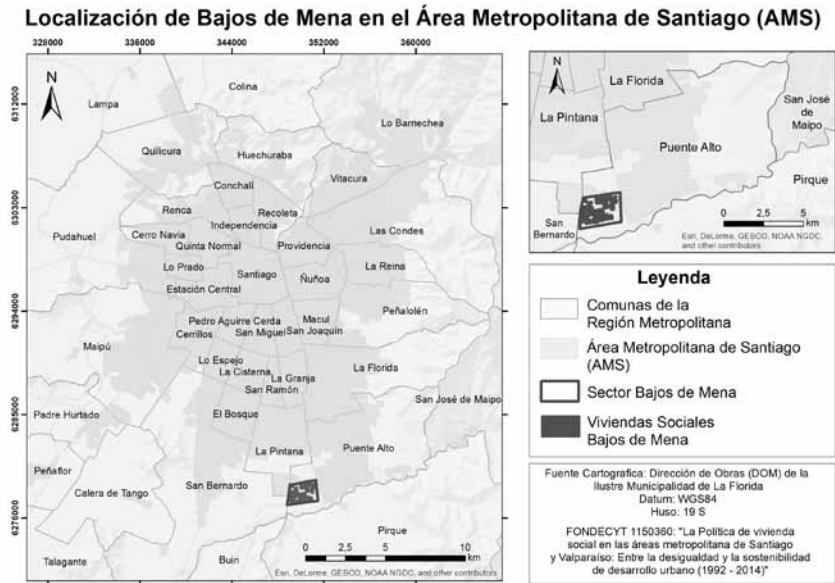 Localización de Bajos de Mena en el Área Metropolitana de Santiago (AMS)
328000
336000
344000
352000
360000
6312000
6303000
6294000
6285000
6276000
N
Colina
Lampa
Lo Barnechea
Quilicura
Huechuraba
Conchalí
Vitacura
Renca
Recoleta
Independencia
Las Condes
Cerro Navia
Pudahuel
Quinta Normal
Providencia
Lo Prado
Santiago
La Reina
Ñuñoa
Estación Central
Peñalolén
Pedro Aguirre Cerda
Macul
Cerrillos
San Miguel
San Joaquín
Maipú
Lo Espejo
La Florida
La Cisterna
La Granja
San Ramón
San José de Maipo
Padre Hurtado
El Bosque
La Pintana
Puente Alto
Peñaflor
Calera de Tango
San Bernardo
Pirque
Talagante
Buin
0 2,5 5 10
km
Esri, DeLorme, GEBCO, NOAA NGDC, and other contributors
N
La Florida
La Pintana
San José
de
Maipo
Puente Alto
Pirque
San
Bernardo
0 2,5 5
km
Esri, DeLorme, GEBCO, NOAA NGDC,
and other contributors
Leyenda
Comunas de la
Región Metropolitana
Área Metropolitana de Santiago
(AMS)
Sector Bajos de Mena
Viviendas Sociales
Bajos de Mena
Fuente Cartografica: Dirección de Obras (DOM) de la
Ilustre Municipalidad de La Florida
Datum: WGS84
Huso: 19 S
FONDECYT 1150360: "La Política de vivienda
social en las áreas metropolitana de Santiago
y Valparaíso: Entre la desigualdad y la sostenibilidad
de desarrollo urbano (1992 - 2014)"